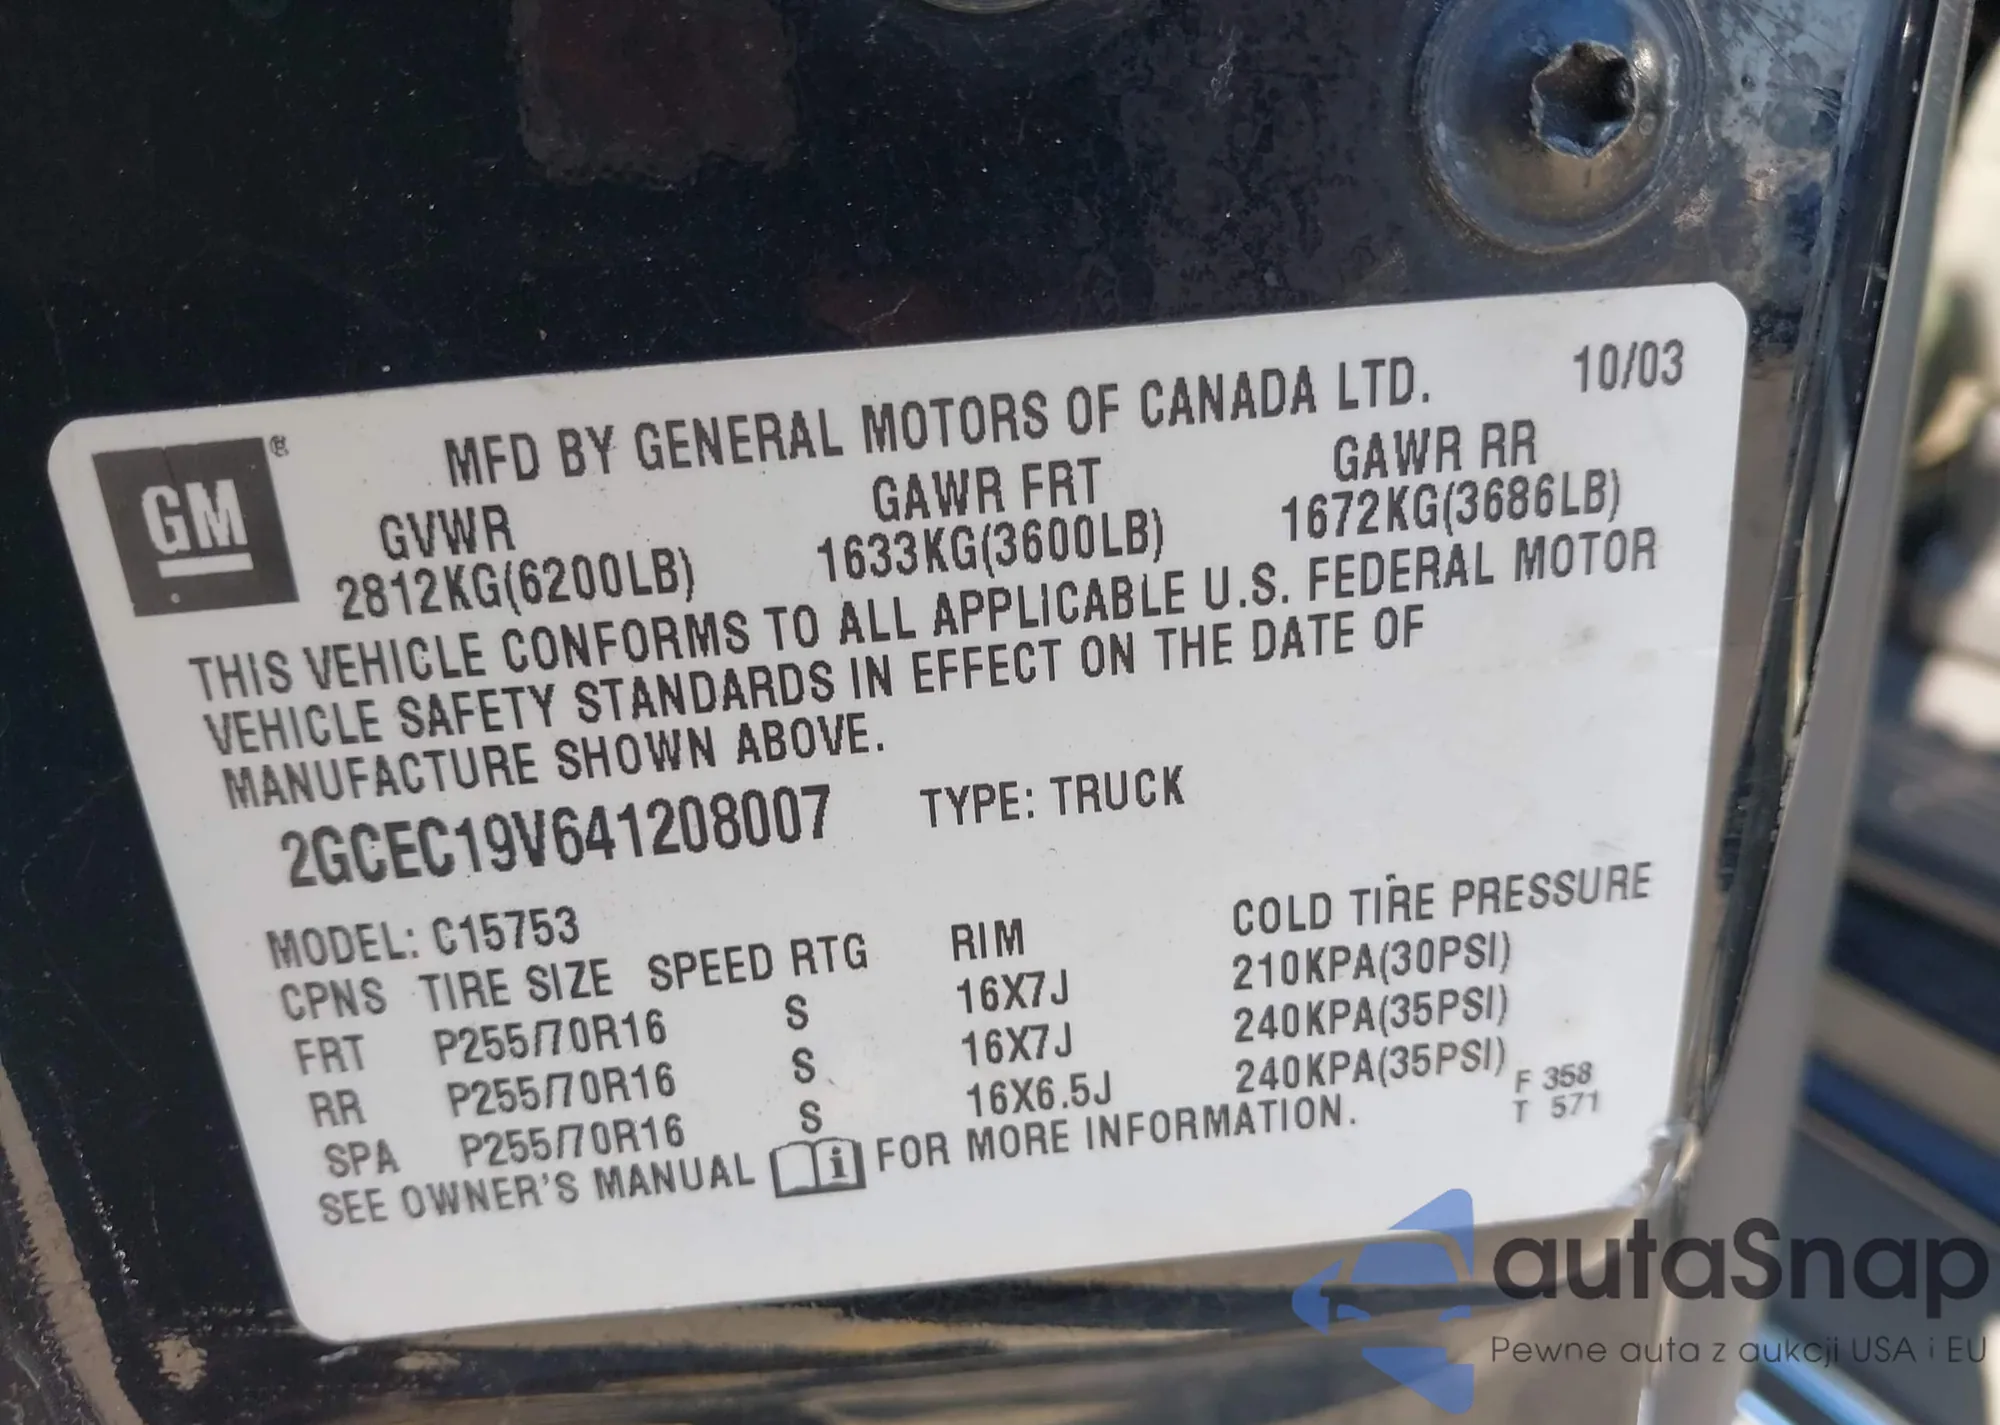 GM ®
MFD BY GENERAL MOTORS OF CANADA LTD. 10/03
GVWR GAWR FRT GAWR RR
2812KG(6200LB) 1633KG(3600LB) 1672KG(3686LB)
THIS VEHICLE CONFORMS TO ALL APPLICABLE U.S. FEDERAL MOTOR
VEHICLE SAFETY STANDARDS IN EFFECT ON THE DATE OF
MANUFACTURE SHOWN ABOVE.
2GCEC19V641208007 TYPE: TRUCK
MODEL: C15753
CPNS TIRE SIZE SPEED RTG RIM COLD TIRE PRESSURE
FRT P255/70R16 S 16X7J 210KPA(30PSI)
RR P255/70R16 S 16X7J 240KPA(35PSI)
SPA P255/70R16 S 16X6.5J 240KPA(35PSI)
SEE OWNER'S MANUAL i FOR MORE INFORMATION.
F 358
T 571
autaSnap
Pewne auta z aukcji USA i EU